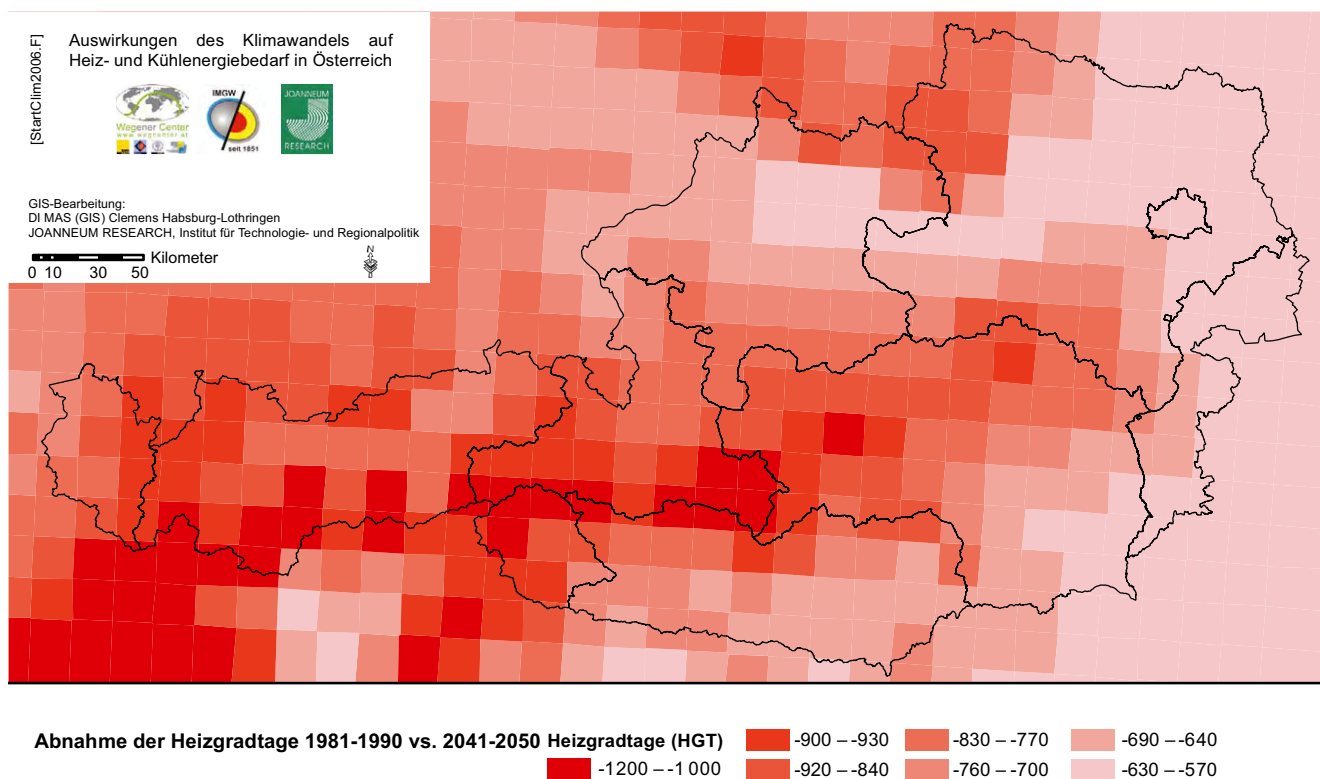 [StartClim2006.F]
Auswirkungen des Klimawandels auf
Heiz- und Kühlenergiebedarf in Österreich
Wegener Center
www.wegcenter.at
IMGW
seit 1851
JOANNEUM
RESEARCH
GIS-Bearbeitung:
DI MAS (GIS) Clemens Habsburg-Lothringen
JOANNEUM RESEARCH, Institut für Technologie- und Regionalpolitik
Kilometer
0 10 30 50
N
Abnahme der Heizgradtage 1981-1990 vs. 2041-2050 Heizgradtage (HGT)
-1200 – -1 000
-900 – -930
-920 – -840
-830 – -770
-760 – -700
-690 – -640
-630 – -570